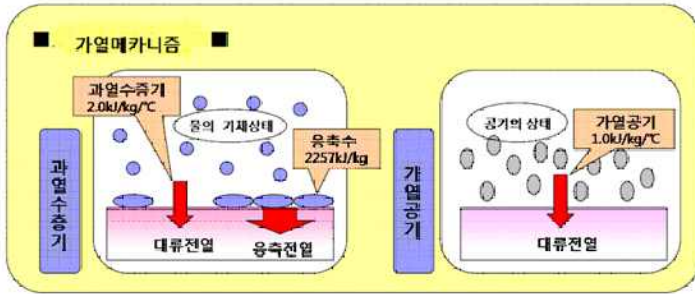 ■ 가열메카니즘 ■
과열수증기
2.0kJ/kg/℃
물의 기체상태
응축수
2257kJ/kg
과열수증기
대류전열
응축전열
공기의 상태
가열공기
1.0kJ/kg/℃
가열공기
대류전열